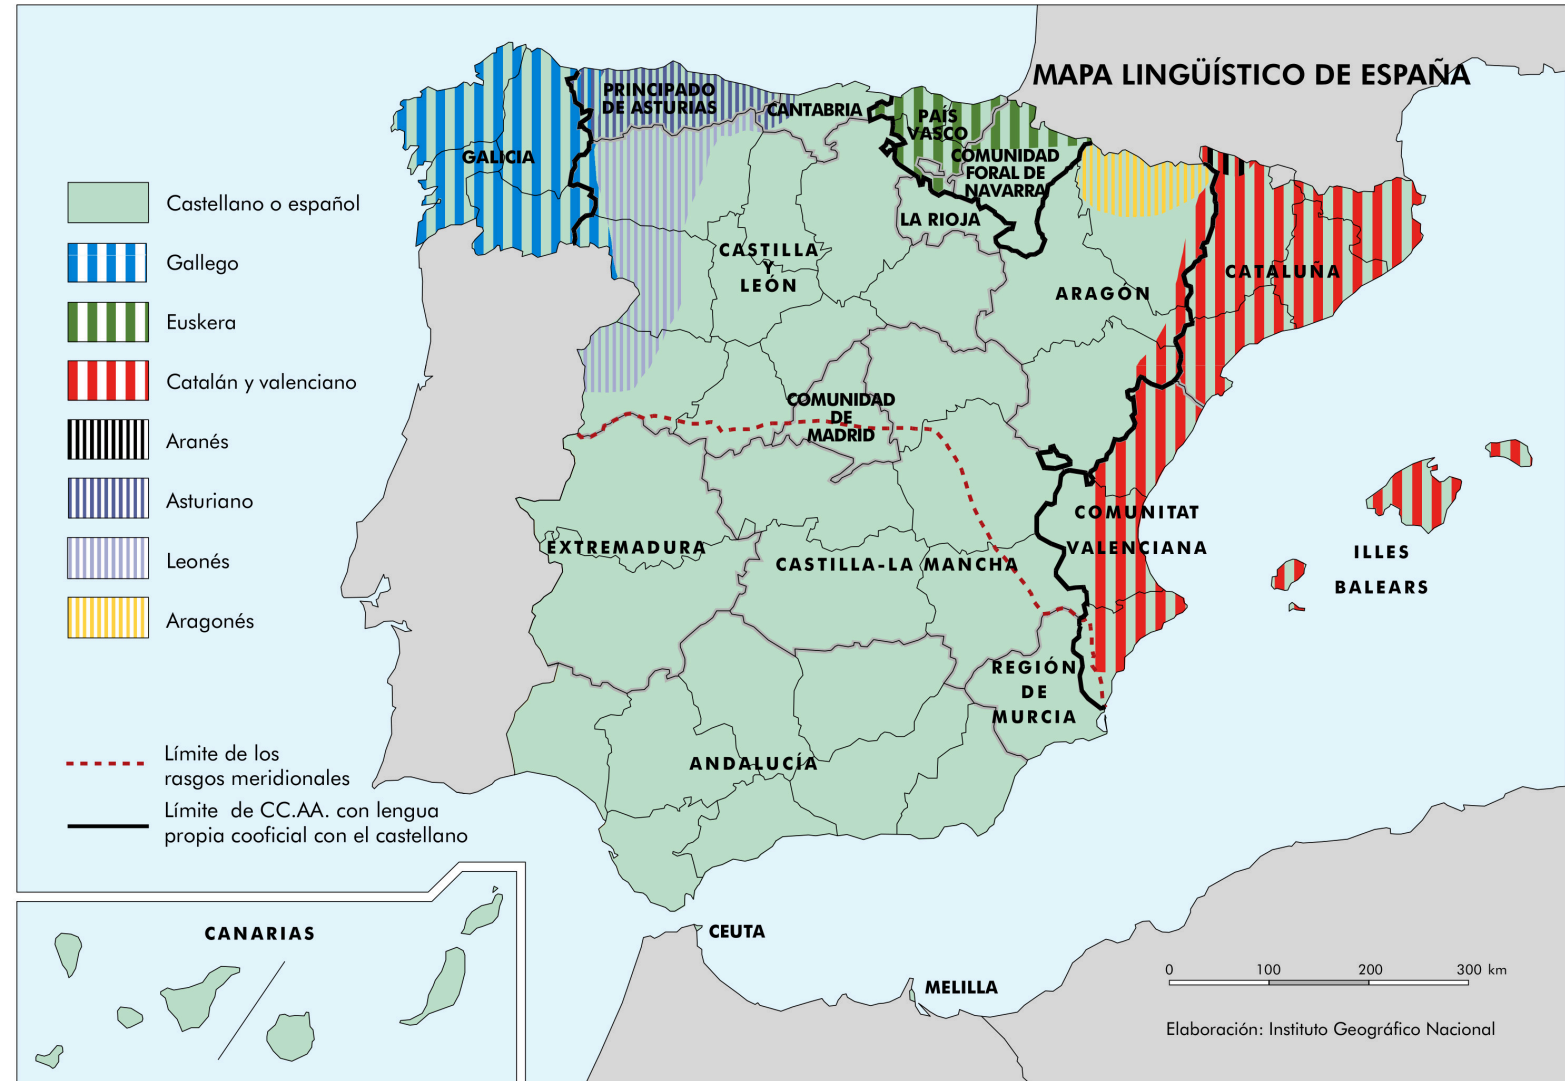 MAPA LINGÜÍSTICO DE ESPAÑA
PRINCIPADO
DE ASTURIAS
CANTABRIA
PAÍS
VASCO
GALICIA
COMUNIDAD
FORAL DE
NAVARRA
LA RIOJA
CASTILLA
Y
LEÓN
ARAGÓN
CATALUÑA
COMUNIDAD
DE
MADRID
EXTREMADURA
CASTILLA-LA MANCHA
COMUNITAT
VALENCIANA
ILLES
BALEARS
REGIÓN
DE
MURCIA
ANDALUCÍA
CEUTA
MELILLA
CANARIAS
Castellano o español
Gallego
Euskera
Catalán y valenciano
Aranés
Asturiano
Leonés
Aragonés
Límite de los
rasgos meridionales
Límite de CC.AA. con lengua
propia cooficial con el castellano
0 100 200 300 km
Elaboración: Instituto Geográfico Nacional